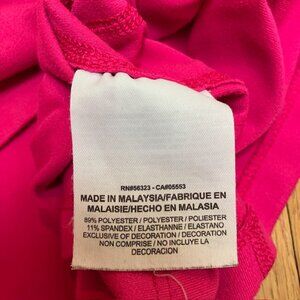 RN#56323 - CA#05553
MADE IN MALAYSIA/FABRIQUE EN
MALAISIE/HECHO EN MALASIA
89% POLYESTER / POLYESTER / POLIESTER
11% SPANDEX / ELASTHANNE / ELASTANO
EXCLUSIVE OF DECORATION / DECORATION
NON COMPRISE / NO INCLUYE LA
DECORACION